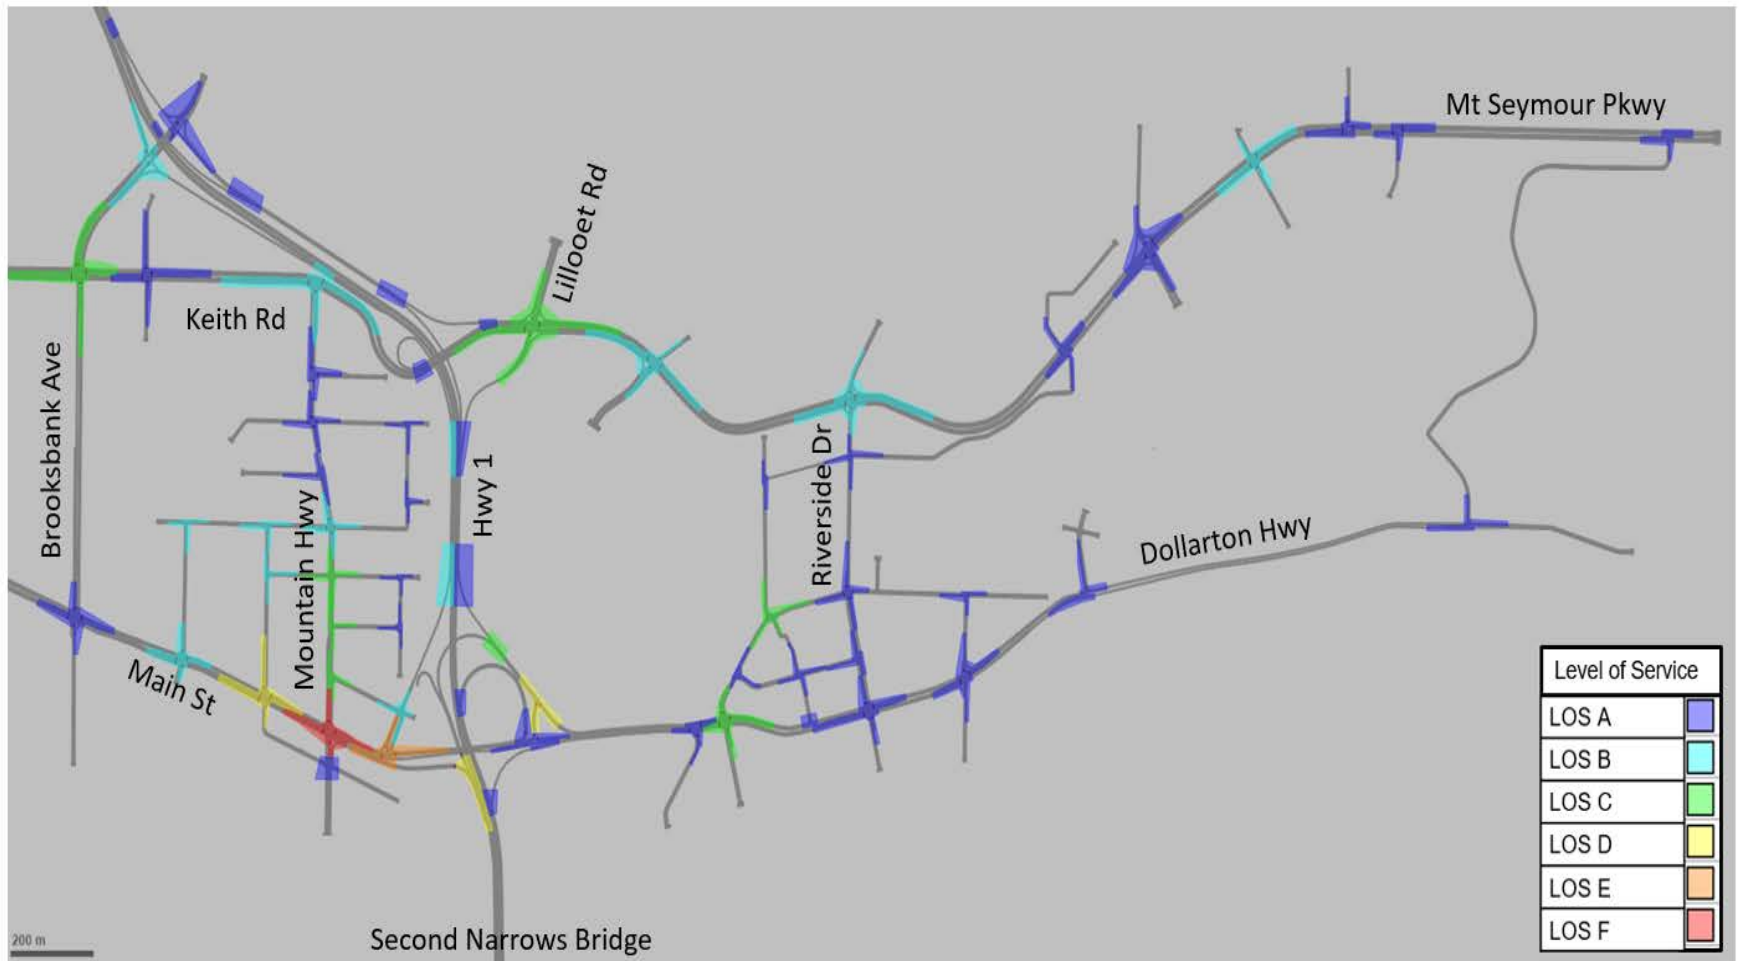 Mt Seymour Pkwy
Lillooet Rd
Keith Rd
Brooksbank Ave
Hwy 1
Riverside Dr
Mountain Hwy
Dollarton Hwy
Main St
Second Narrows Bridge
200 m
Level of Service
LOS A
LOS B
LOS C
LOS D
LOS E
LOS F